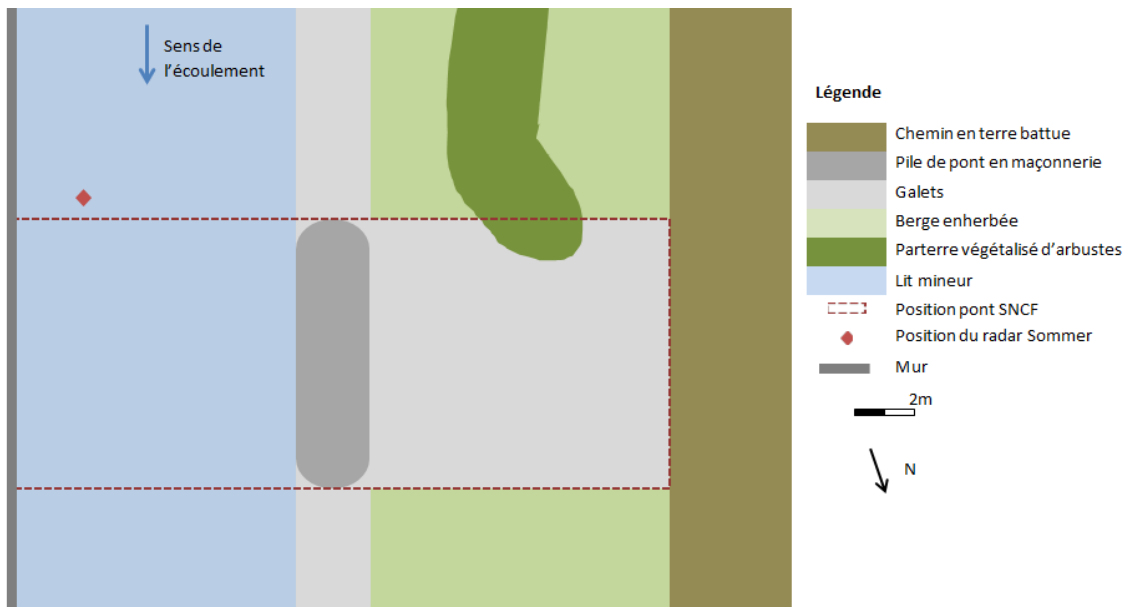 Sens de
l'écoulement
Légende
Chemin en terre battue
Pile de pont en maçonnerie
Galets
Berge enherbée
Parterre végétalisé d'arbustes
Lit mineur
Position pont SNCF
Position du radar Sommer
Mur
2m
N